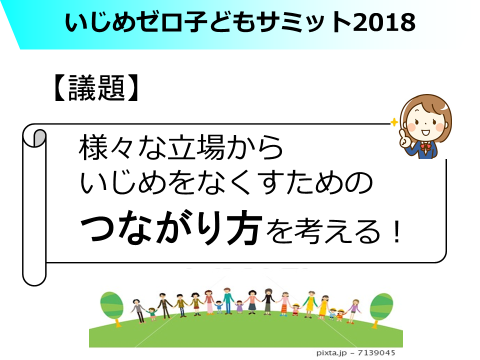 いじめゼロ子どもサミット2018
【議題】
様々な立場から
いじめをなくすための
つながり方を考える！
pixta.jp - 7139045